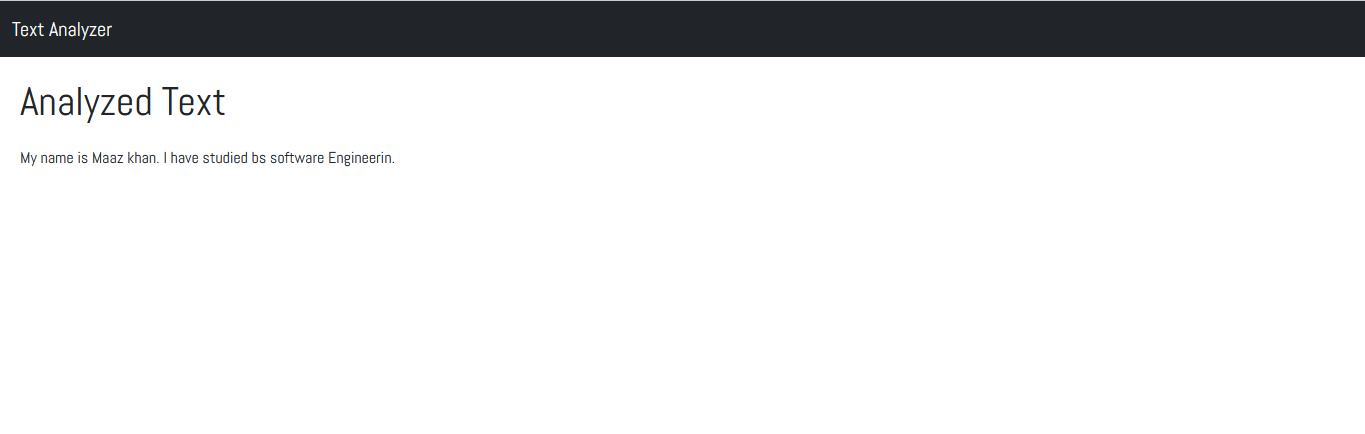 Text Analyzer
Analyzed Text
My name is Maaz khan. I have studied bs software Engineerin.